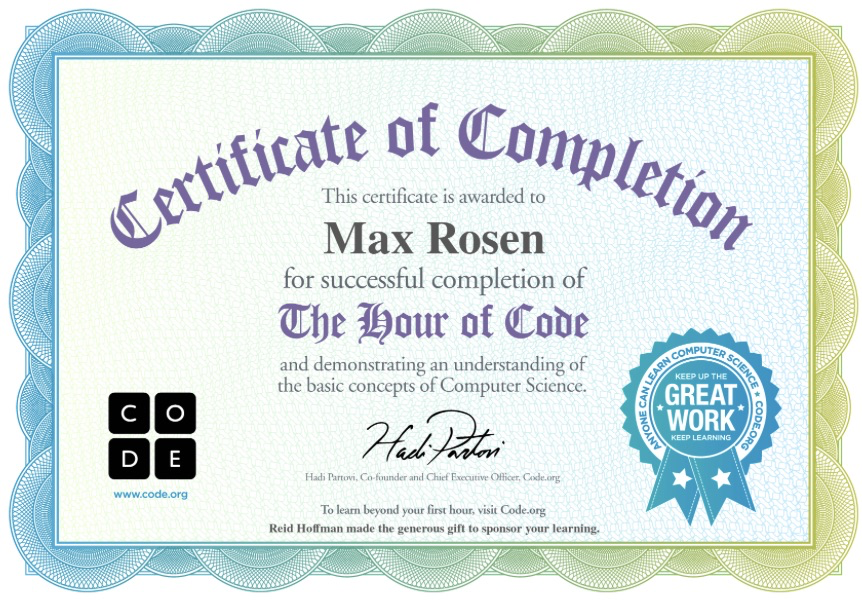 Certificate of Completion
This certificate is awarded to
Max Rosen
for successful completion of
The Hour of Code
and demonstrating an understanding of
the basic concepts of Computer Science.
C O
D E
www.code.org
Hadi Partovi
Hadi Partovi, Co-founder and Chief Executive Officer, Code.org
To learn beyond your first hour, visit Code.org
Reid Hoffman made the generous gift to sponsor your learning.
ANYONE CAN LEARN COMPUTER SCIENCE ★ CODE.ORG
KEEP UP THE
GREAT
WORK
KEEP LEARNING